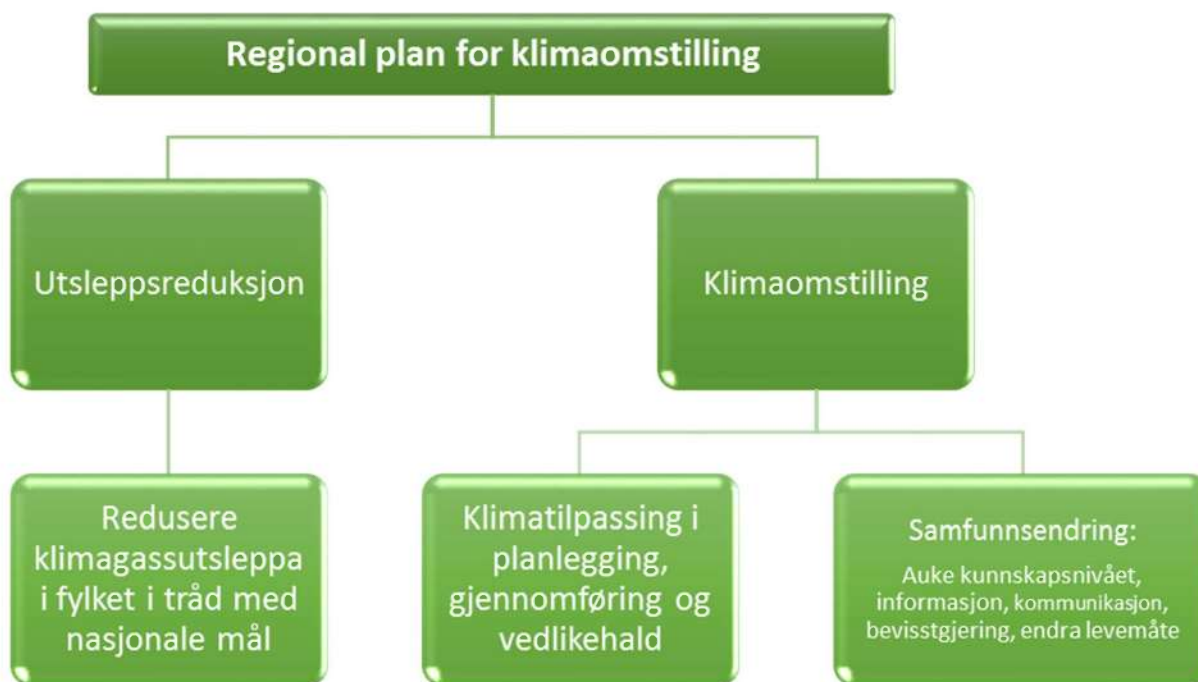 Regional plan for klimaomstilling
Utsleppsreduksjon
Klimaomstilling
Redusere
klimagassutsleppa
i fylket i tråd med
nasjonale mål
Klimatilpassing i
planlegging,
gjennomføring og
vedlikehald
Samfunnsendring:
Auke kunnskapsnivået,
informasjon, kommunikasjon,
bevisstgjering, endra levemåte